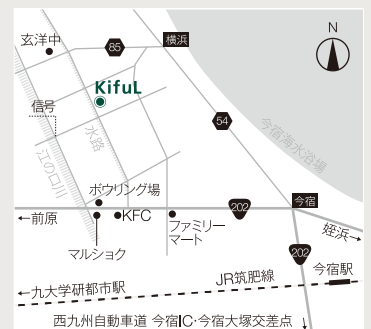 玄洋中
85
横浜
N
KifuL
信号
水路
54
今宿海水浴場
江の口川
ボウリング場
202
今宿
←前原
KFC
ファミリー
マート
姪浜→
マルショク
202
今宿駅
JR筑肥線
←九大学研都市駅
西九州自動車道 今宿IC·今宿大塚交差点↓